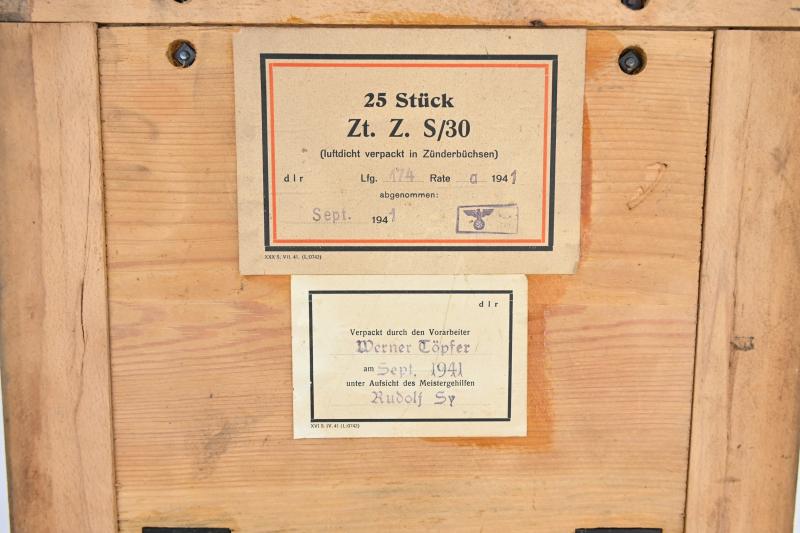 25 Stück
Zt. Z. S/30
(luftdicht verpackt in Zünderbüchsen)
dlr Lfg. 174 Rate a 1941
abgenommen:
Sept. 1941
XXX S. VII. 41. (L;0742)
dlr
Verpackt durch den Vorarbeiter
Werner Töpfer
am Sept. 1941
unter Aufsicht des Meistergehilfen
Rudolf Sy
XVI S. IV. 41 (L;0742)